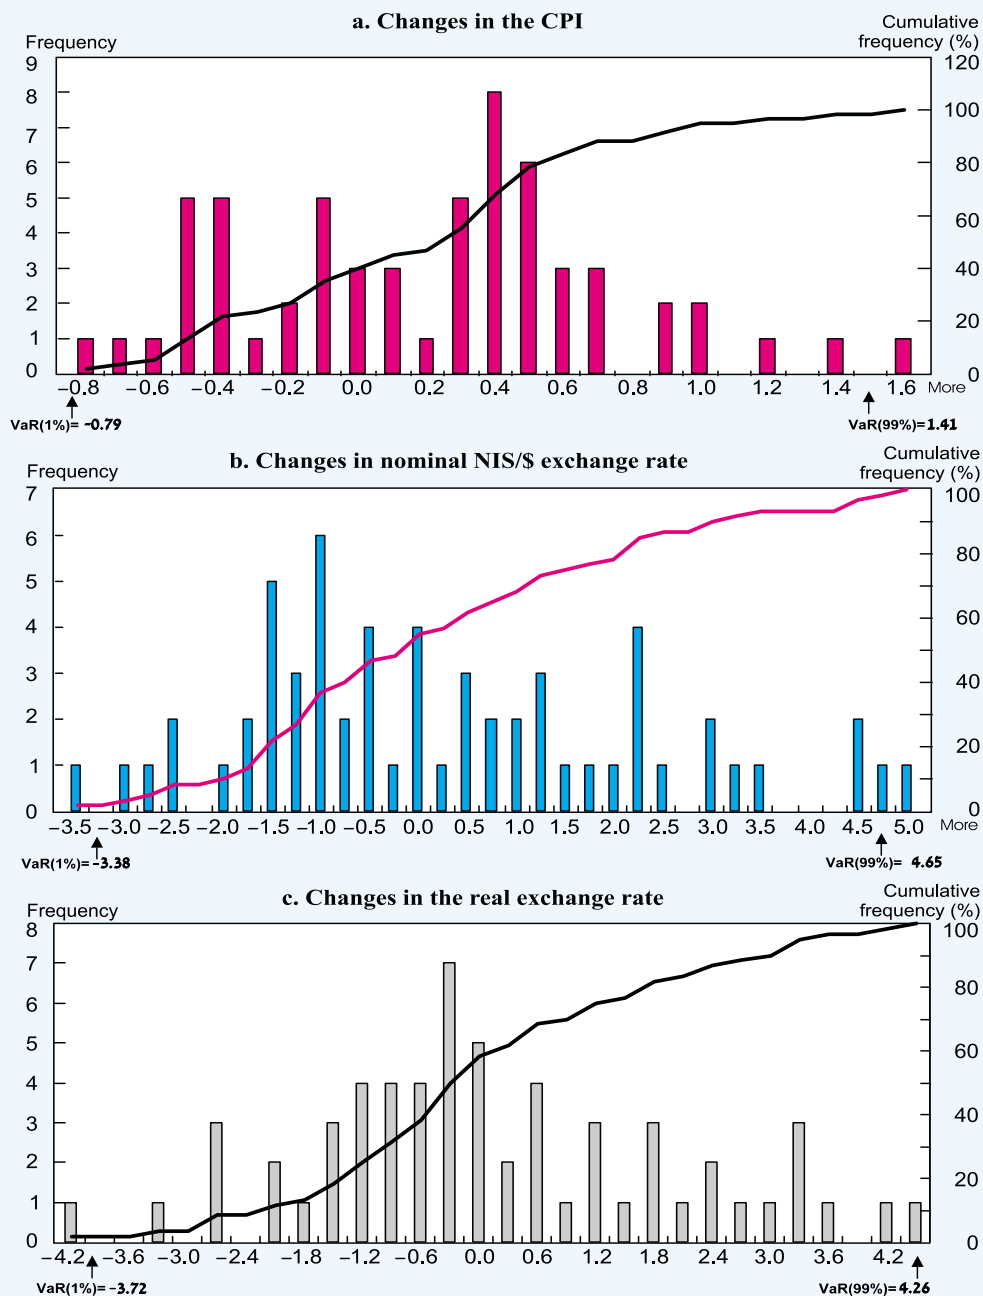 a. Changes in the CPI
Frequency
Cumulative
frequency (%)
9 120
8 100
7
6 80
5
60
4
3 40
2
20
1
0 0
−0.8 −0.6 −0.4 −0.2 0.0 0.2 0.4 0.6 0.8 1.0 1.2 1.4 1.6 More
VaR(1%)= -0.79 VaR(99%)=1.41
b. Changes in nominal NIS/$ exchange rate
Frequency
Cumulative
frequency (%)
7 100
6
80
5
4 60
3
40
2
20
1
0 0
−3.5 −3.0 −2.5 −2.0 −1.5 −1.0 −0.5 0.0 0.5 1.0 1.5 2.0 2.5 3.0 3.5 4.0 4.5 5.0 More
VaR(1%)= -3.38 VaR(99%)= 4.65
c. Changes in the real exchange rate
Frequency
Cumulative
frequency (%)
8 100
7
80
6
5 60
4
40
3
2
20
1
0 0
−4.2 −3.6 −3.0 −2.4 −1.8 −1.2 −0.6 0.0 0.6 1.2 1.8 2.4 3.0 3.6 4.2
VaR(1%)= -3.72 VaR(99%)= 4.26